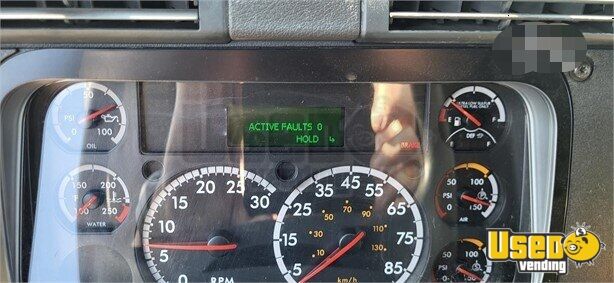 50
PSI
0 100
OIL
ACTIVE FAULTS 0
HOLD
BRAKE
ULTRA LOW SULFUR
DIESEL FUEL ONLY
E F
DEF
150 200
F
100 250
WATER
5 10 15 20 25 30
0
RPM
5 15 25 35 45 55 65 75 85
10 30 50 70 90 110 130
km/h
50 100
PSI
0 150
AIR
50 100
PSI
0 150
USED
vending